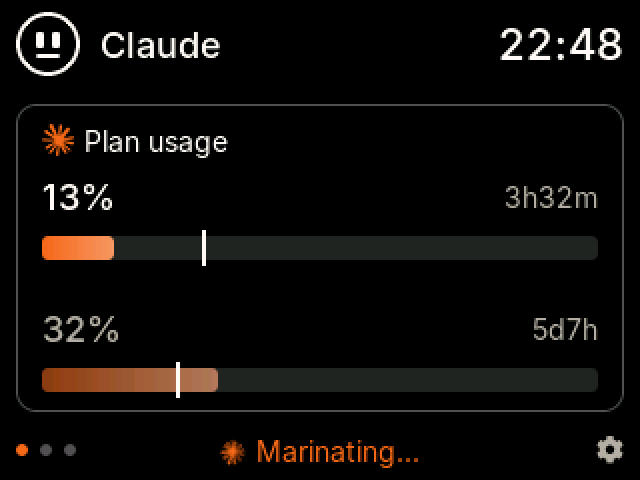 Claude
22:48
Plan usage
13%
3h32m
32%
5d7h
Marinating...